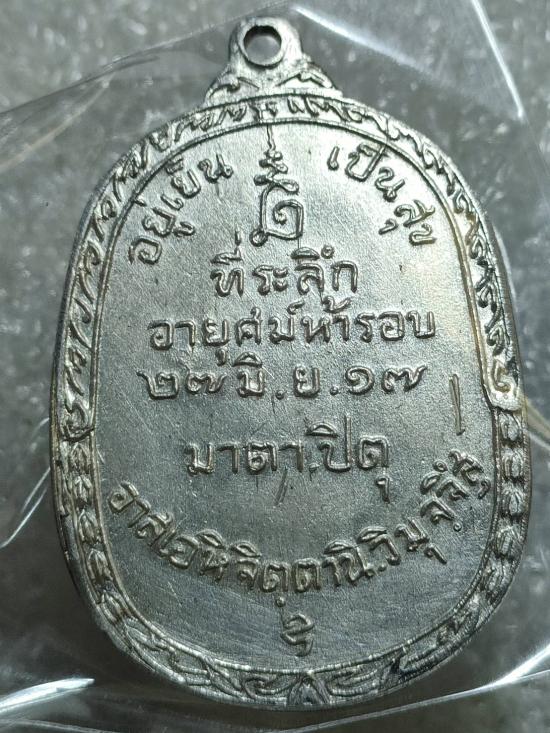 อยู่เย็น เป็นสุข
ที่ระลึก
อายุศม์ห้ารอบ
๒๗ มิ.ย.๑๗
มาตา.ปิตุ
อาสเวหิจิตฺตานิ.วิมุจฺจึสุ